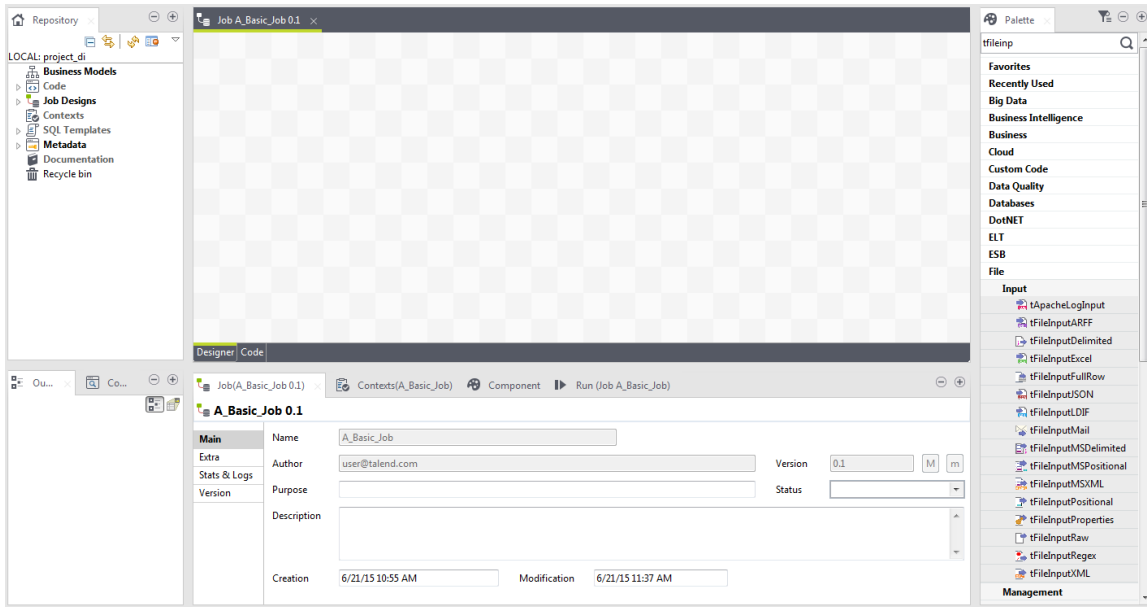 Repository
LOCAL: project_di
Business Models
Code
Job Designs
Contexts
SQL Templates
Metadata
Documentation
Recycle bin
Job A_Basic_Job 0.1
Designer
Code
Palette
tfileinp
Favorites
Recently Used
Big Data
Business Intelligence
Business
Cloud
Custom Code
Data Quality
Databases
DotNET
ELT
ESB
File
Input
tApacheLogInput
tFileInputARFF
tFileInputDelimited
tFileInputExcel
tFileInputFullRow
tFileInputJSON
tFileInputLDIF
tFileInputMail
tFileInputMSDelimited
tFileInputMSPositional
tFileInputMSXML
tFileInputPositional
tFileInputProperties
tFileInputRaw
tFileInputRegex
tFileInputXML
Management
Ou...
Co...
Job(A_Basic_Job 0.1)
Contexts(A_Basic_Job)
Component
Run (Job A_Basic_Job)
A_Basic_Job 0.1
Main
Extra
Stats & Logs
Version
Name A_Basic_Job
Author user@talend.com Version 0.1 M m
Purpose Status
Description
Creation 6/21/15 10:55 AM Modification 6/21/15 11:37 AM